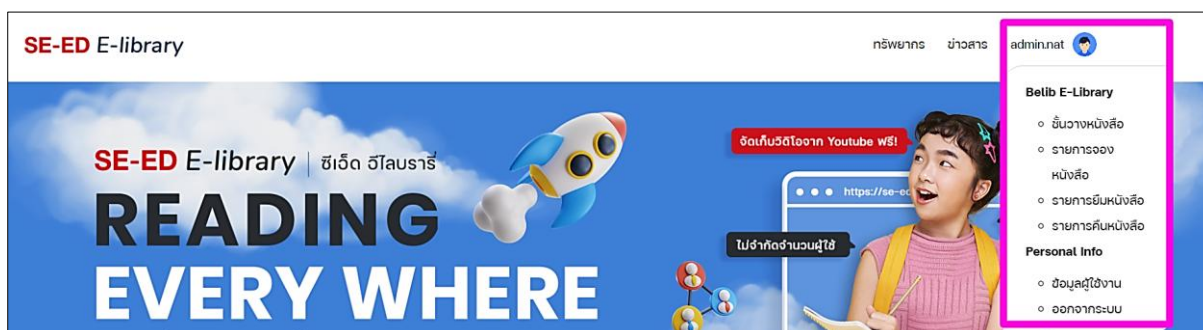 SE-ED E-library
ทรัพยากร ข่าวสาร admin.nat
Belib E-Library
ชั้นวางหนังสือ
รายการจอง
หนังสือ
รายการยืมหนังสือ
รายการคืนหนังสือ
Personal Info
ข้อมูลผู้ใช้งาน
ออกจากระบบ
SE-ED E-library | ซีเอ็ด อีไลบรารี่
READING
EVERY WHERE
จัดเก็บวิดีโอจาก Youtube ฟรี!
https://se-ed
ไม่จำกัดจำนวนผู้ใช้